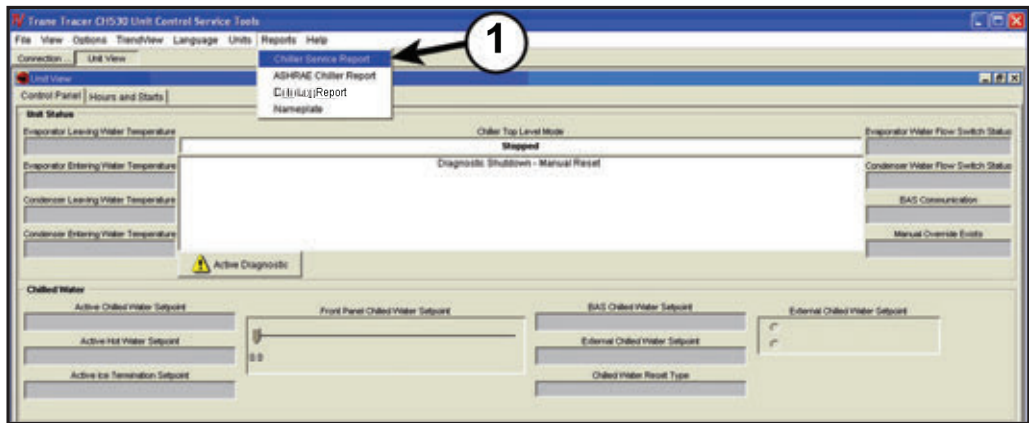 Trane Tracer CH530 Unit Control Service Tools
File View Options TrendView Language Units Reports Help
Connection ... Unit View
Chiller Service Report
ASHRAE Chiller Report
Report
Nameplate
1
Unit View
Control Panel Hours and Starts
Unit Status
Evaporator Leaving Water Temperature
Chiller Top Level Mode
Evaporator Water Flow Switch Status
Stopped
Evaporator Entering Water Temperature
Diagnostic Shutdown - Manual Reset
Condenser Water Flow Switch Status
Condenser Leaving Water Temperature
BAS Communication
Condenser Entering Water Temperature
Manual Override Exists
Active Diagnostic
Chilled Water
Active Chilled Water Setpoint
Front Panel Chilled Water Setpoint
BAS Chilled Water Setpoint
External Chilled Water Setpoint
Active Hot Water Setpoint
External Chilled Water Setpoint
0.0
Active Ice Termination Setpoint
Chilled Water Reset Type